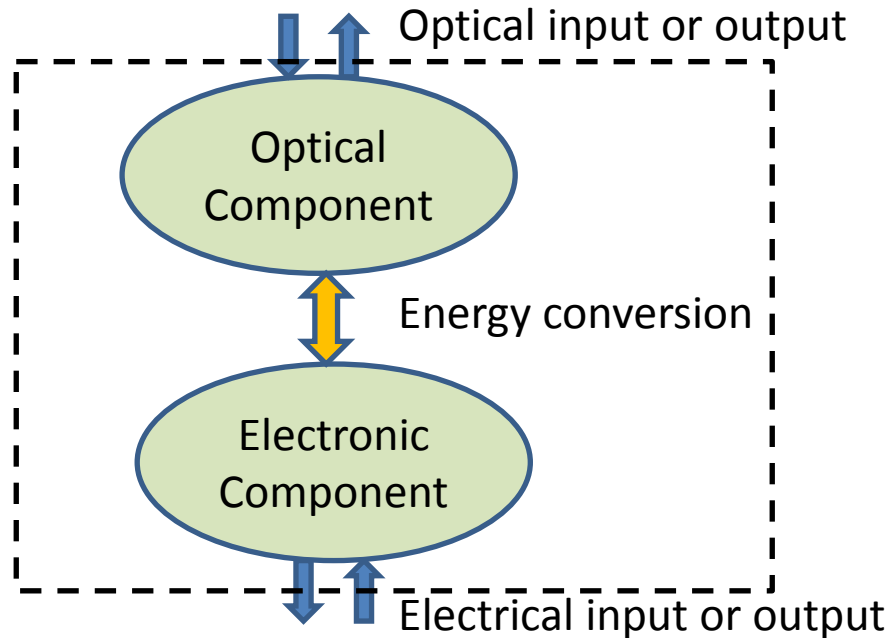 Optical input or output
Optical
Component
Energy conversion
Electronic
Component
Electrical input or output